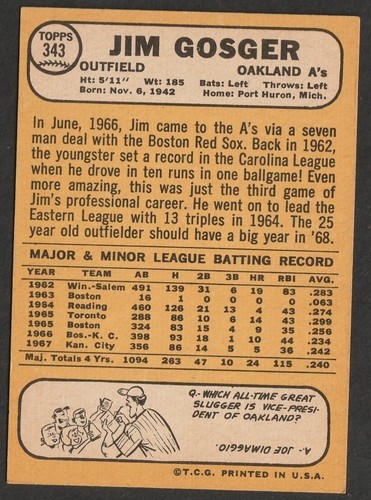 TOPPS
343
JIM GOSGER
OUTFIELD OAKLAND A's
Ht: 5'11" Wt: 185 Bats: Left Throws: Left
Born: Nov. 6, 1942 Home: Port Huron, Mich.
In June, 1966, Jim came to the A's via a seven
man deal with the Boston Red Sox. Back in 1962,
the youngster set a record in the Carolina League
when he drove in ten runs in one ballgame! Even
more amazing, this was just the third game of
Jim's professional career. He went on to lead the
Eastern League with 13 triples in 1964. The 25
year old outfielder should have a big year in '68.
MAJOR & MINOR LEAGUE BATTING RECORD
YEAR TEAM AB H 2B 3B HR RBI AVG.
1962 Win.-Salem 491 139 31 6 19 83 .283
1963 Boston 16 1 0 0 0 0 .063
1964 Reading 460 126 21 13 4 43 .274
1965 Toronto 288 86 10 6 14 43 .299
1965 Boston 324 83 15 4 9 35 .256
1966 Bos.-K. C. 398 93 18 1 10 44 .234
1967 Kan. City 356 86 14 5 5 36 .242
Maj. Totals 4 Yrs. 1094 263 47 10 24 115 .240
Q.- WHICH ALL-TIME GREAT
SLUGGER IS VICE-PRESI-
DENT OF OAKLAND?
A. JOE DIMAGGIO.
©T.C.G. PRINTED IN U.S.A.